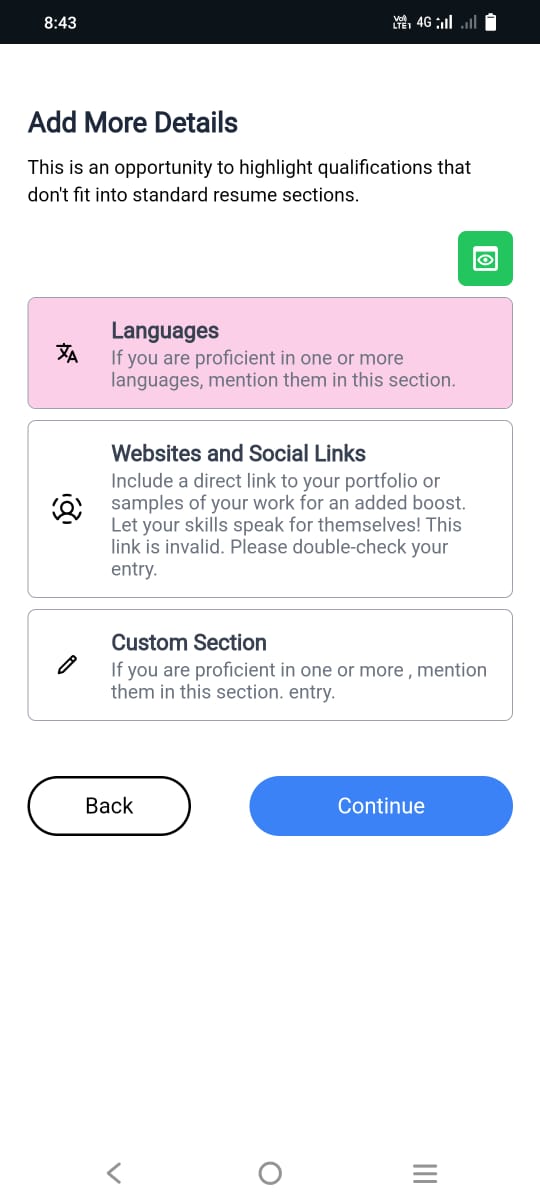 8:43
Vo) 4G
LTE1
Add More Details
This is an opportunity to highlight qualifications that
don't fit into standard resume sections.
Languages
If you are proficient in one or more
languages, mention them in this section.
Websites and Social Links
Include a direct link to your portfolio or
samples of your work for an added boost.
Let your skills speak for themselves! This
link is invalid. Please double-check your
entry.
Custom Section
If you are proficient in one or more , mention
them in this section. entry.
Back
Continue